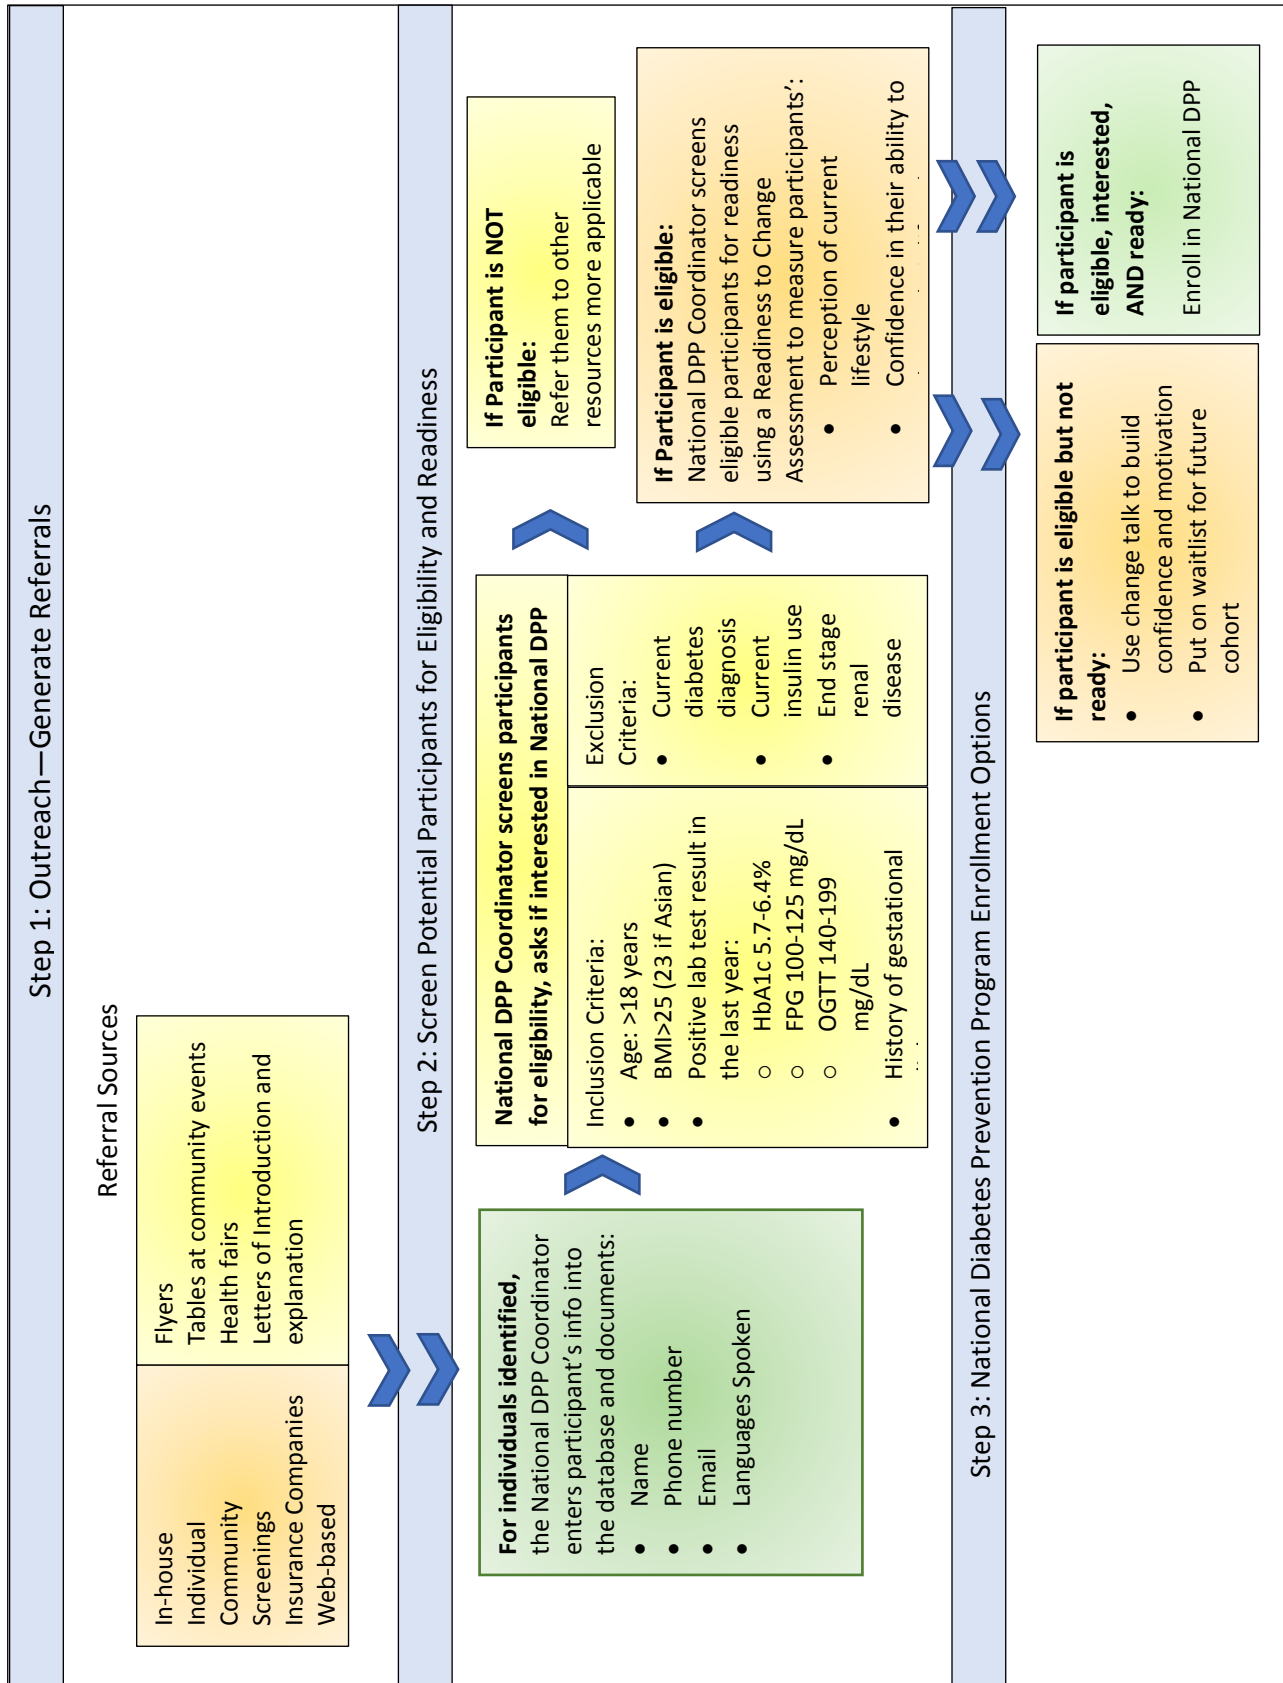 Step 1: Outreach—Generate Referrals
Referral Sources
In-house
Individual
Community
Screenings
Insurance Companies
Web-based
Flyers
Tables at community events
Health fairs
Letters of Introduction and
explanation
Step 2: Screen Potential Participants for Eligibility and Readiness
For individuals identified,
the National DPP Coordinator
enters participant's info into
the database and documents:
● Name
● Phone number
● Email
● Languages Spoken
National DPP Coordinator screens participants
for eligibility, asks if interested in National DPP
Inclusion Criteria:
● Age: >18 years
● BMI>25 (23 if Asian)
● Positive lab test result in
the last year:
○ HbA1c 5.7-6.4%
○ FPG 100-125 mg/dL
○ OGTT 140-199
mg/dL
● History of gestational
Exclusion
Criteria:
● Current
diabetes
diagnosis
● Current
insulin use
● End stage
renal
disease
If Participant is NOT
eligible:
Refer them to other
resources more applicable
If Participant is eligible:
National DPP Coordinator screens
eligible participants for readiness
using a Readiness to Change
Assessment to measure participants':
● Perception of current
lifestyle
● Confidence in their ability to
Step 3: National Diabetes Prevention Program Enrollment Options
If participant is eligible but not
ready:
● Use change talk to build
confidence and motivation
● Put on waitlist for future
cohort
If participant is
eligible, interested,
AND ready:
Enroll in National DPP